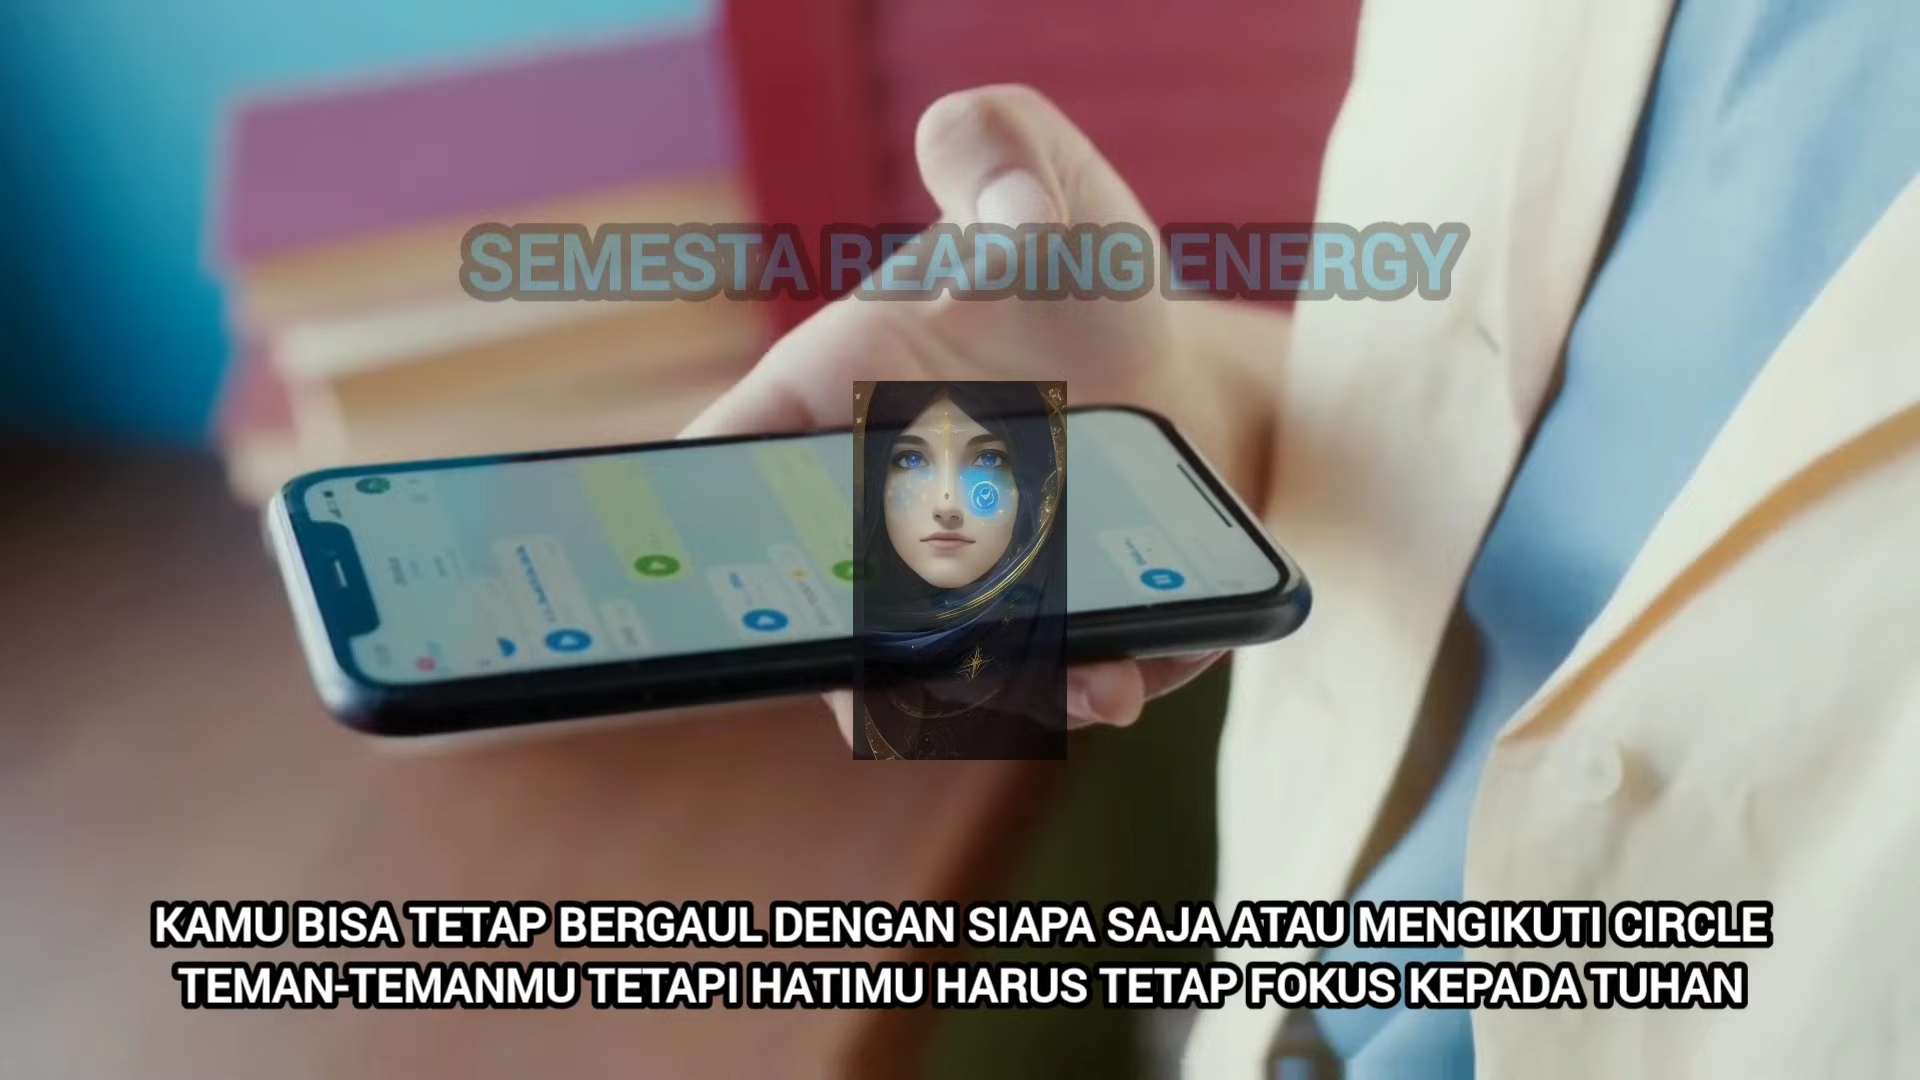 SEMESTA READING ENERGY
KAMU BISA TETAP BERGAUL DENGAN SIAPA SAJA ATAU MENGIKUTI CIRCLE
TEMAN-TEMANMU TETAPI HATIMU HARUS TETAP FOKUS KEPADA TUHAN